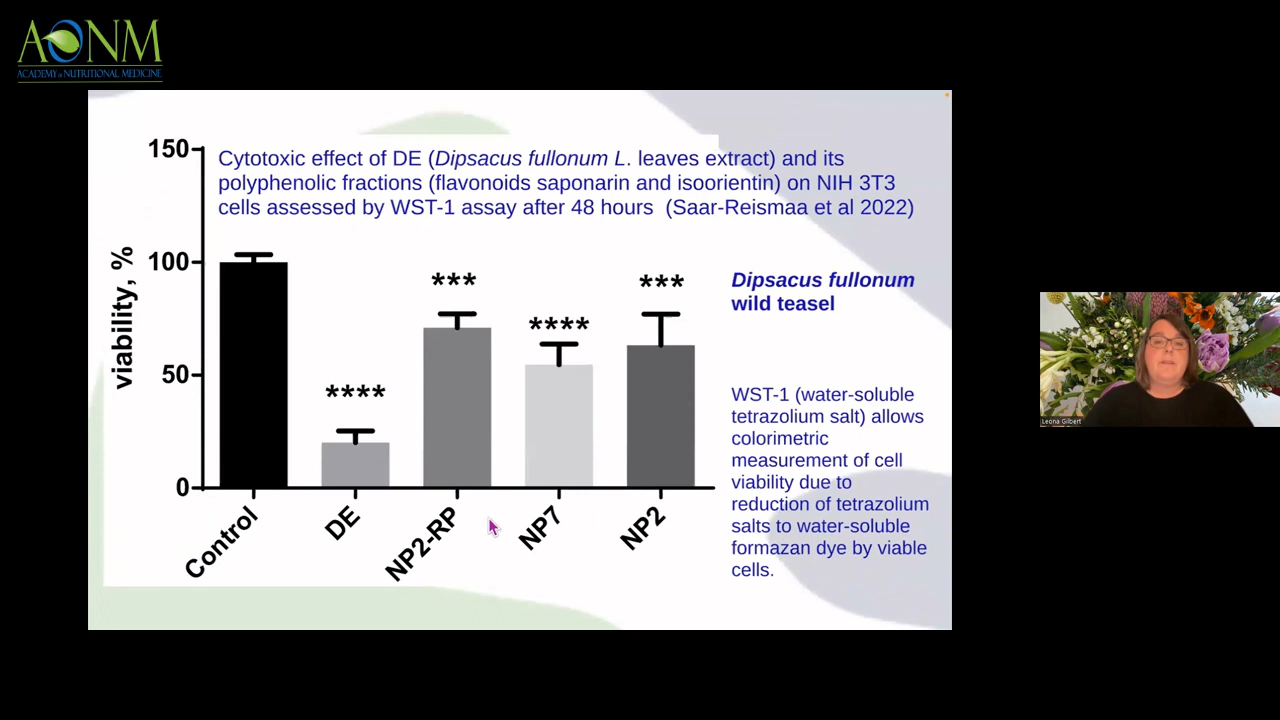 AONM
ACADEMY of NUTRITIONAL MEDICINE
150
Cytotoxic effect of DE (Dipsacus fullonum L. leaves extract) and its
polyphenolic fractions (flavonoids saponarin and isoorientin) on NIH 3T3
cells assessed by WST-1 assay after 48 hours (Saar-Reismaa et al 2022)
100
50
0
viability, %
***
***
****
****
Control
DE
NP2-RP
NP7
NP2
Dipsacus fullonum
wild teasel
WST-1 (water-soluble
tetrazolium salt) allows
colorimetric
measurement of cell
viability due to
reduction of tetrazolium
salts to water-soluble
formazan dye by viable
cells.
Leona Gilbert